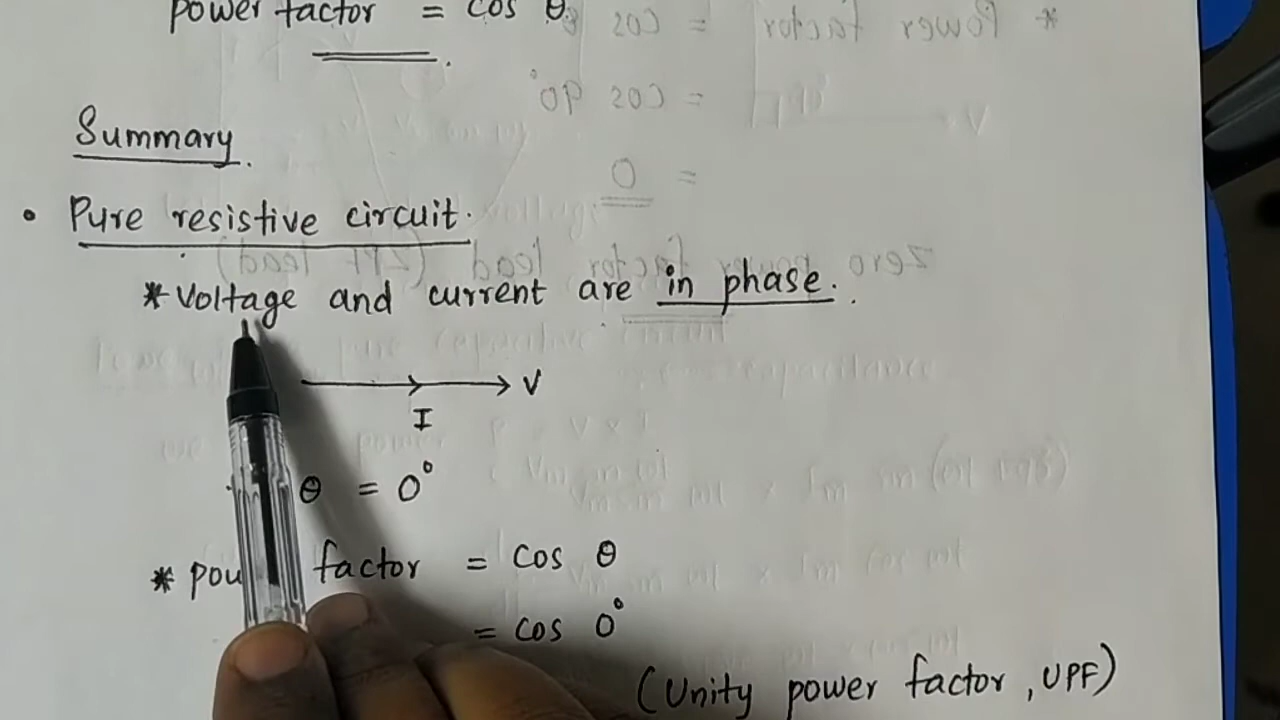 power factor = cos θ
Summary.
• Pure resistive circuit.
* Voltage and current are in phase.
V
I
θ = 0°
* pow factor = cos θ
= cos 0°
(Unity power factor, UPF)